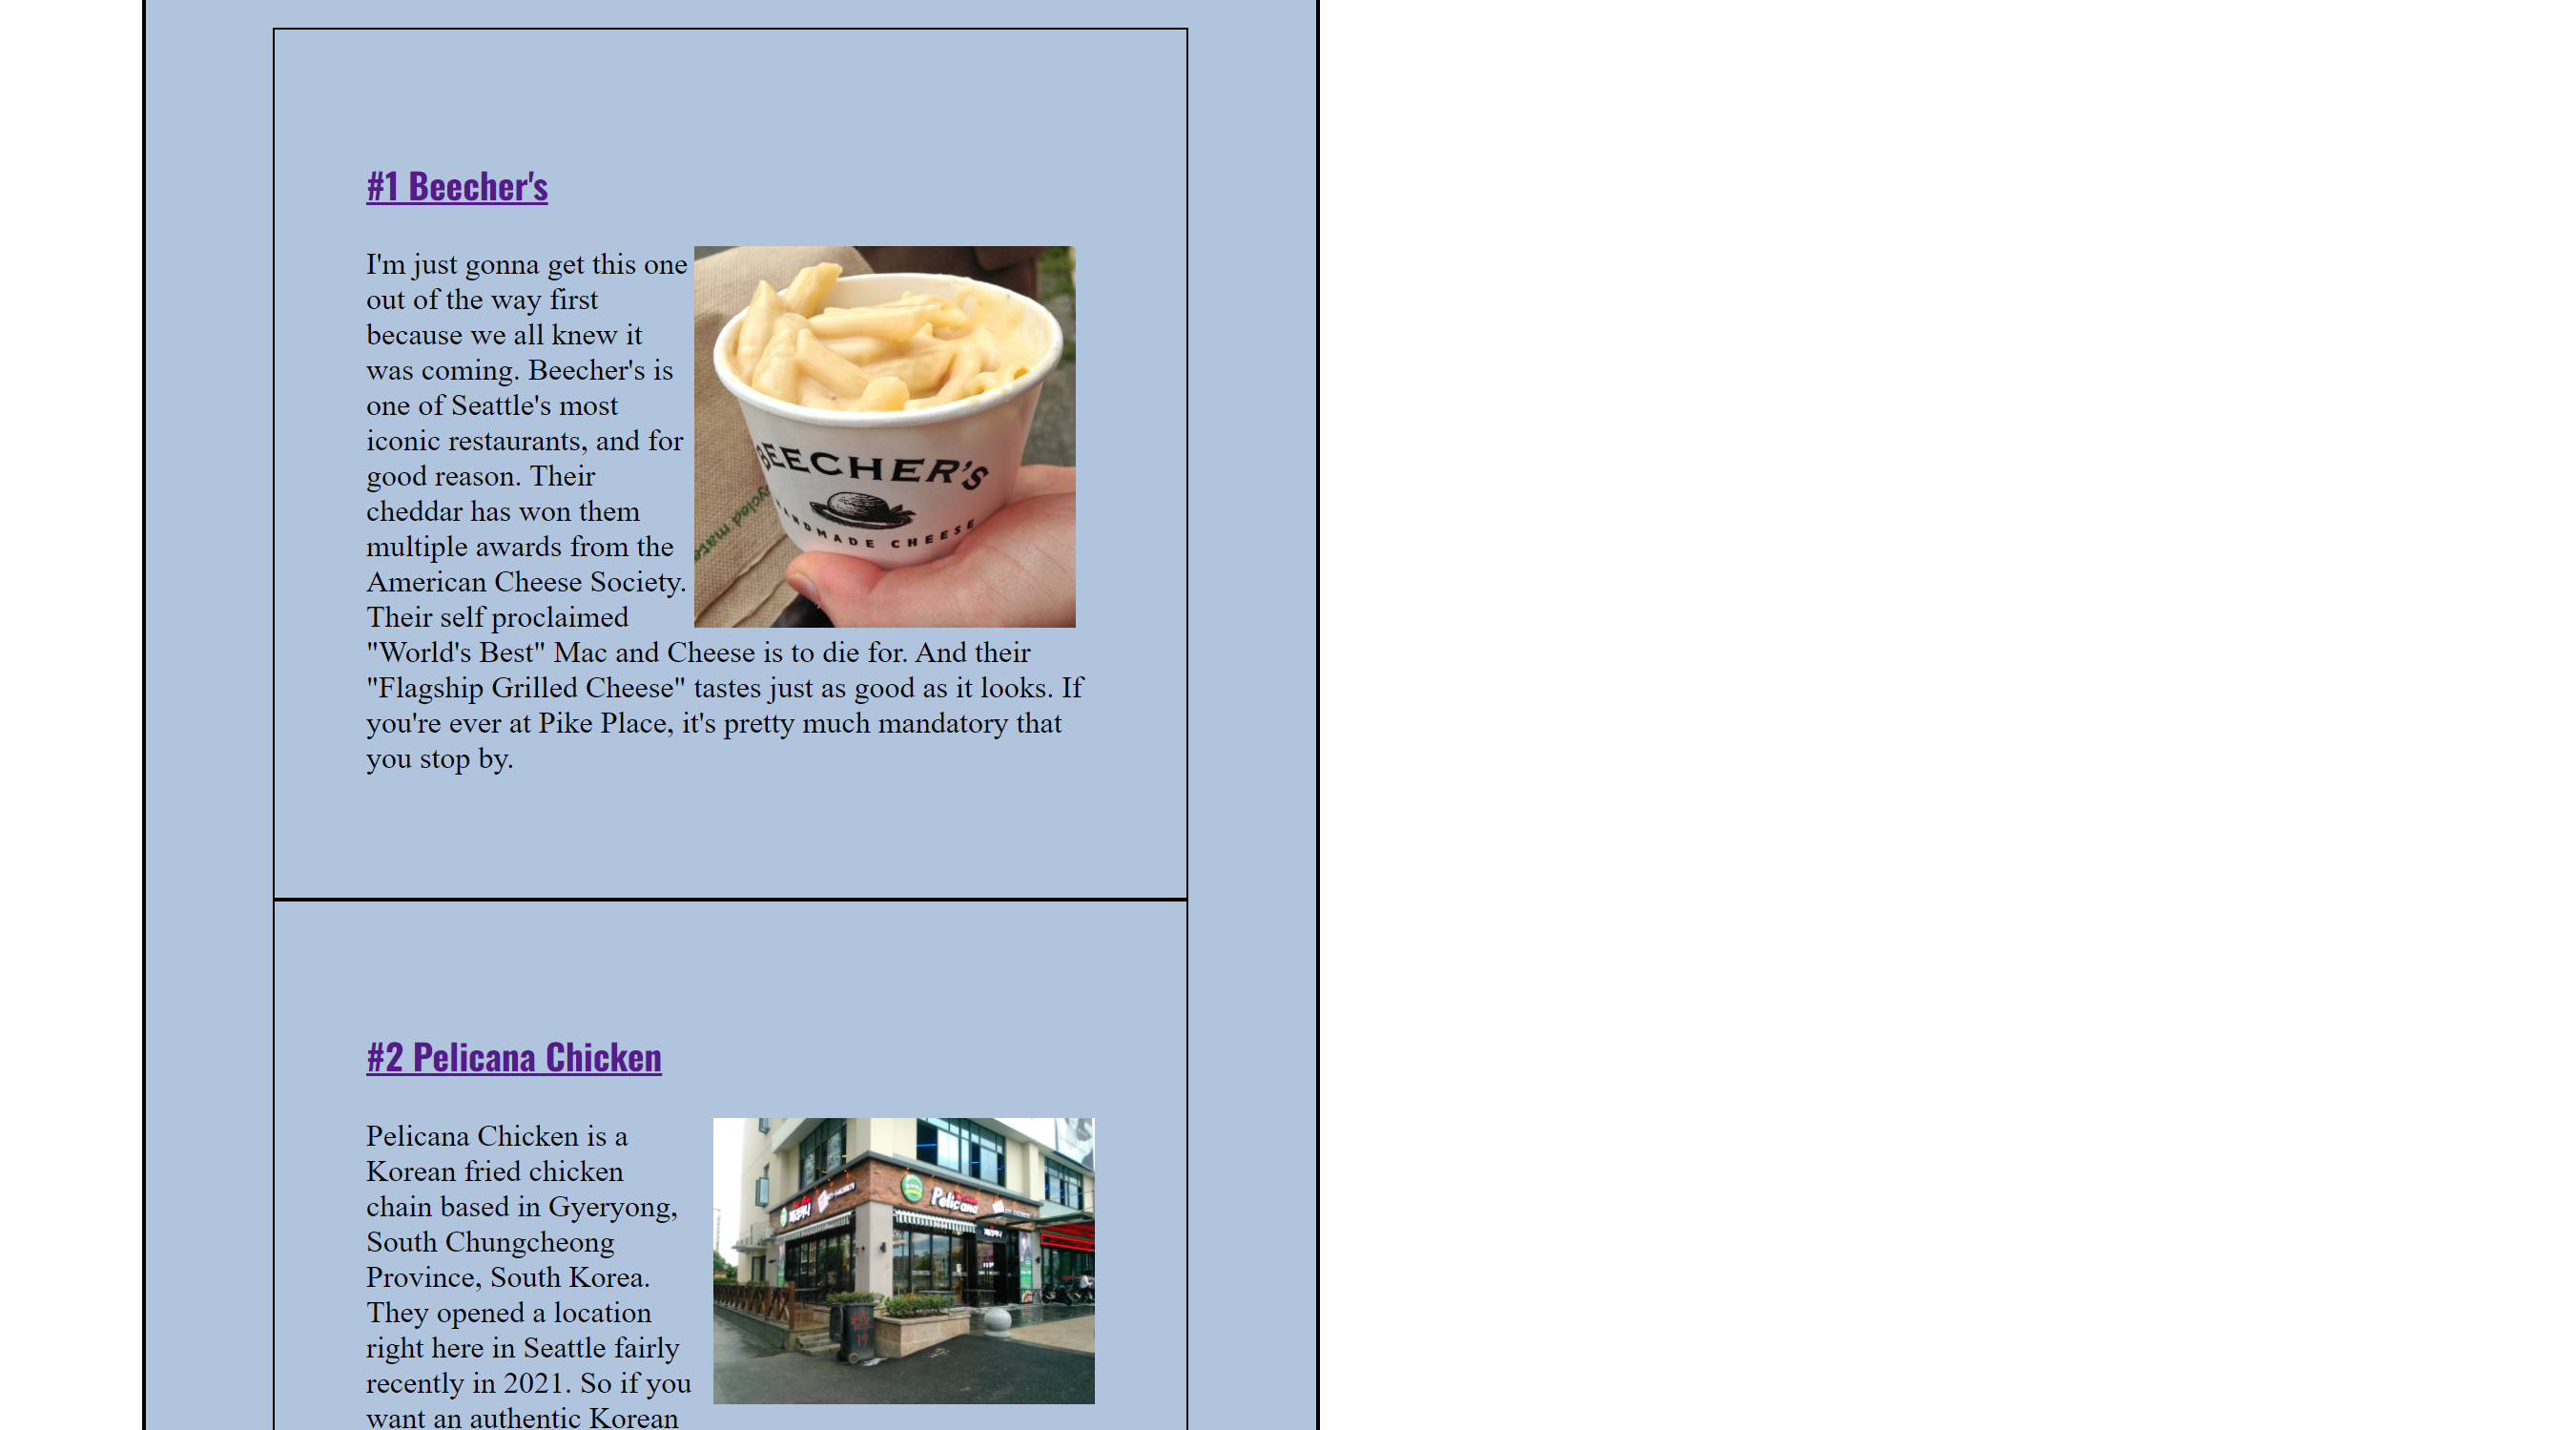 #1 Beecher's
I'm just gonna get this one
out of the way first
because we all knew it
was coming. Beecher's is
one of Seattle's most
iconic restaurants, and for
good reason. Their
cheddar has won them
multiple awards from the
American Cheese Society.
Their self proclaimed
"World's Best" Mac and Cheese is to die for. And their
"Flagship Grilled Cheese" tastes just as good as it looks. If
you're ever at Pike Place, it's pretty much mandatory that
you stop by.
BEECHER'S
HANDMADE CHEESE
#2 Pelicana Chicken
Pelicana Chicken is a
Korean fried chicken
chain based in Gyeryong,
South Chungcheong
Province, South Korea.
They opened a location
right here in Seattle fairly
recently in 2021. So if you
want an authentic Korean
Pelicana
19